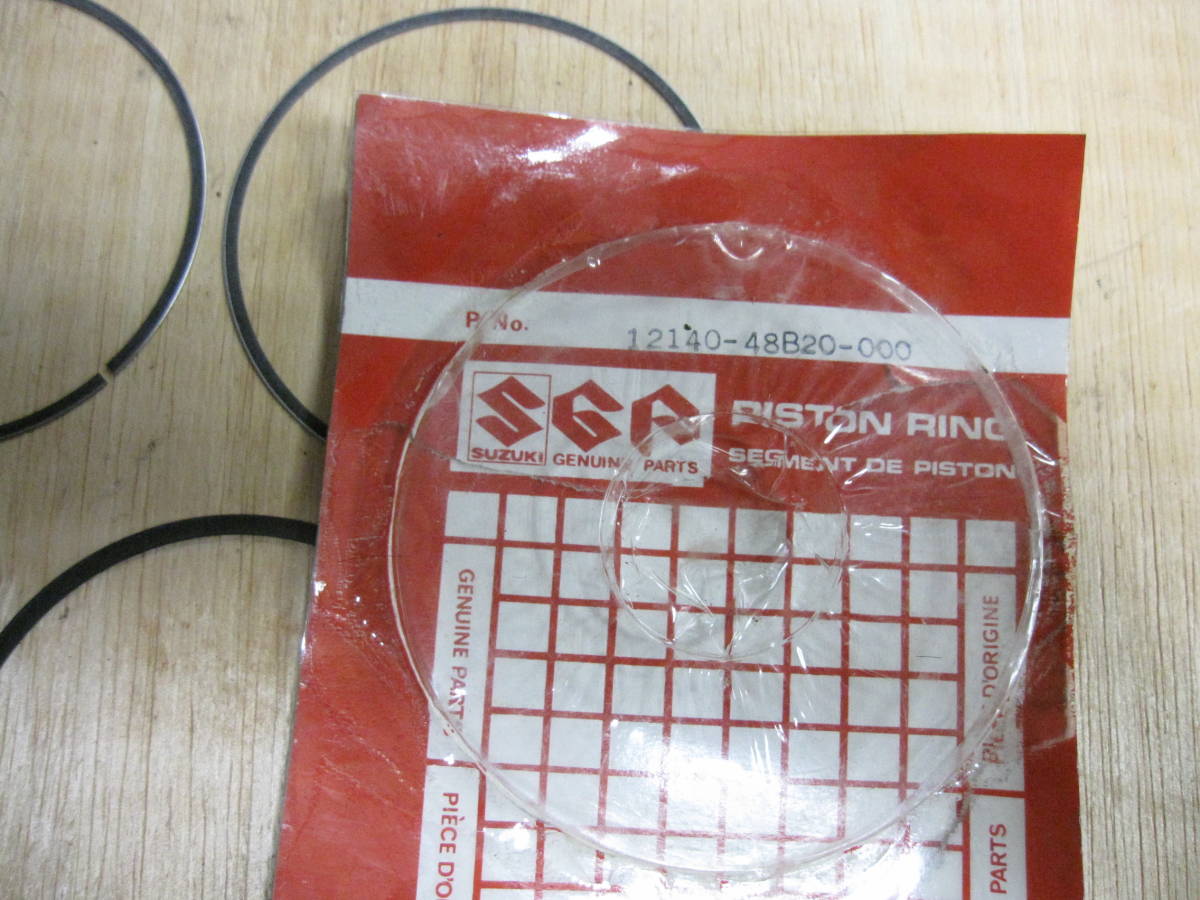 P/No. 12140-48B20-000
SUZUKI
SGP
GENUINE PARTS
PISTON RING
SEGMENT DE PISTON
GENUINE PARTS
PIÈCE D'O
PIÈCE D'ORIGINE
PARTS